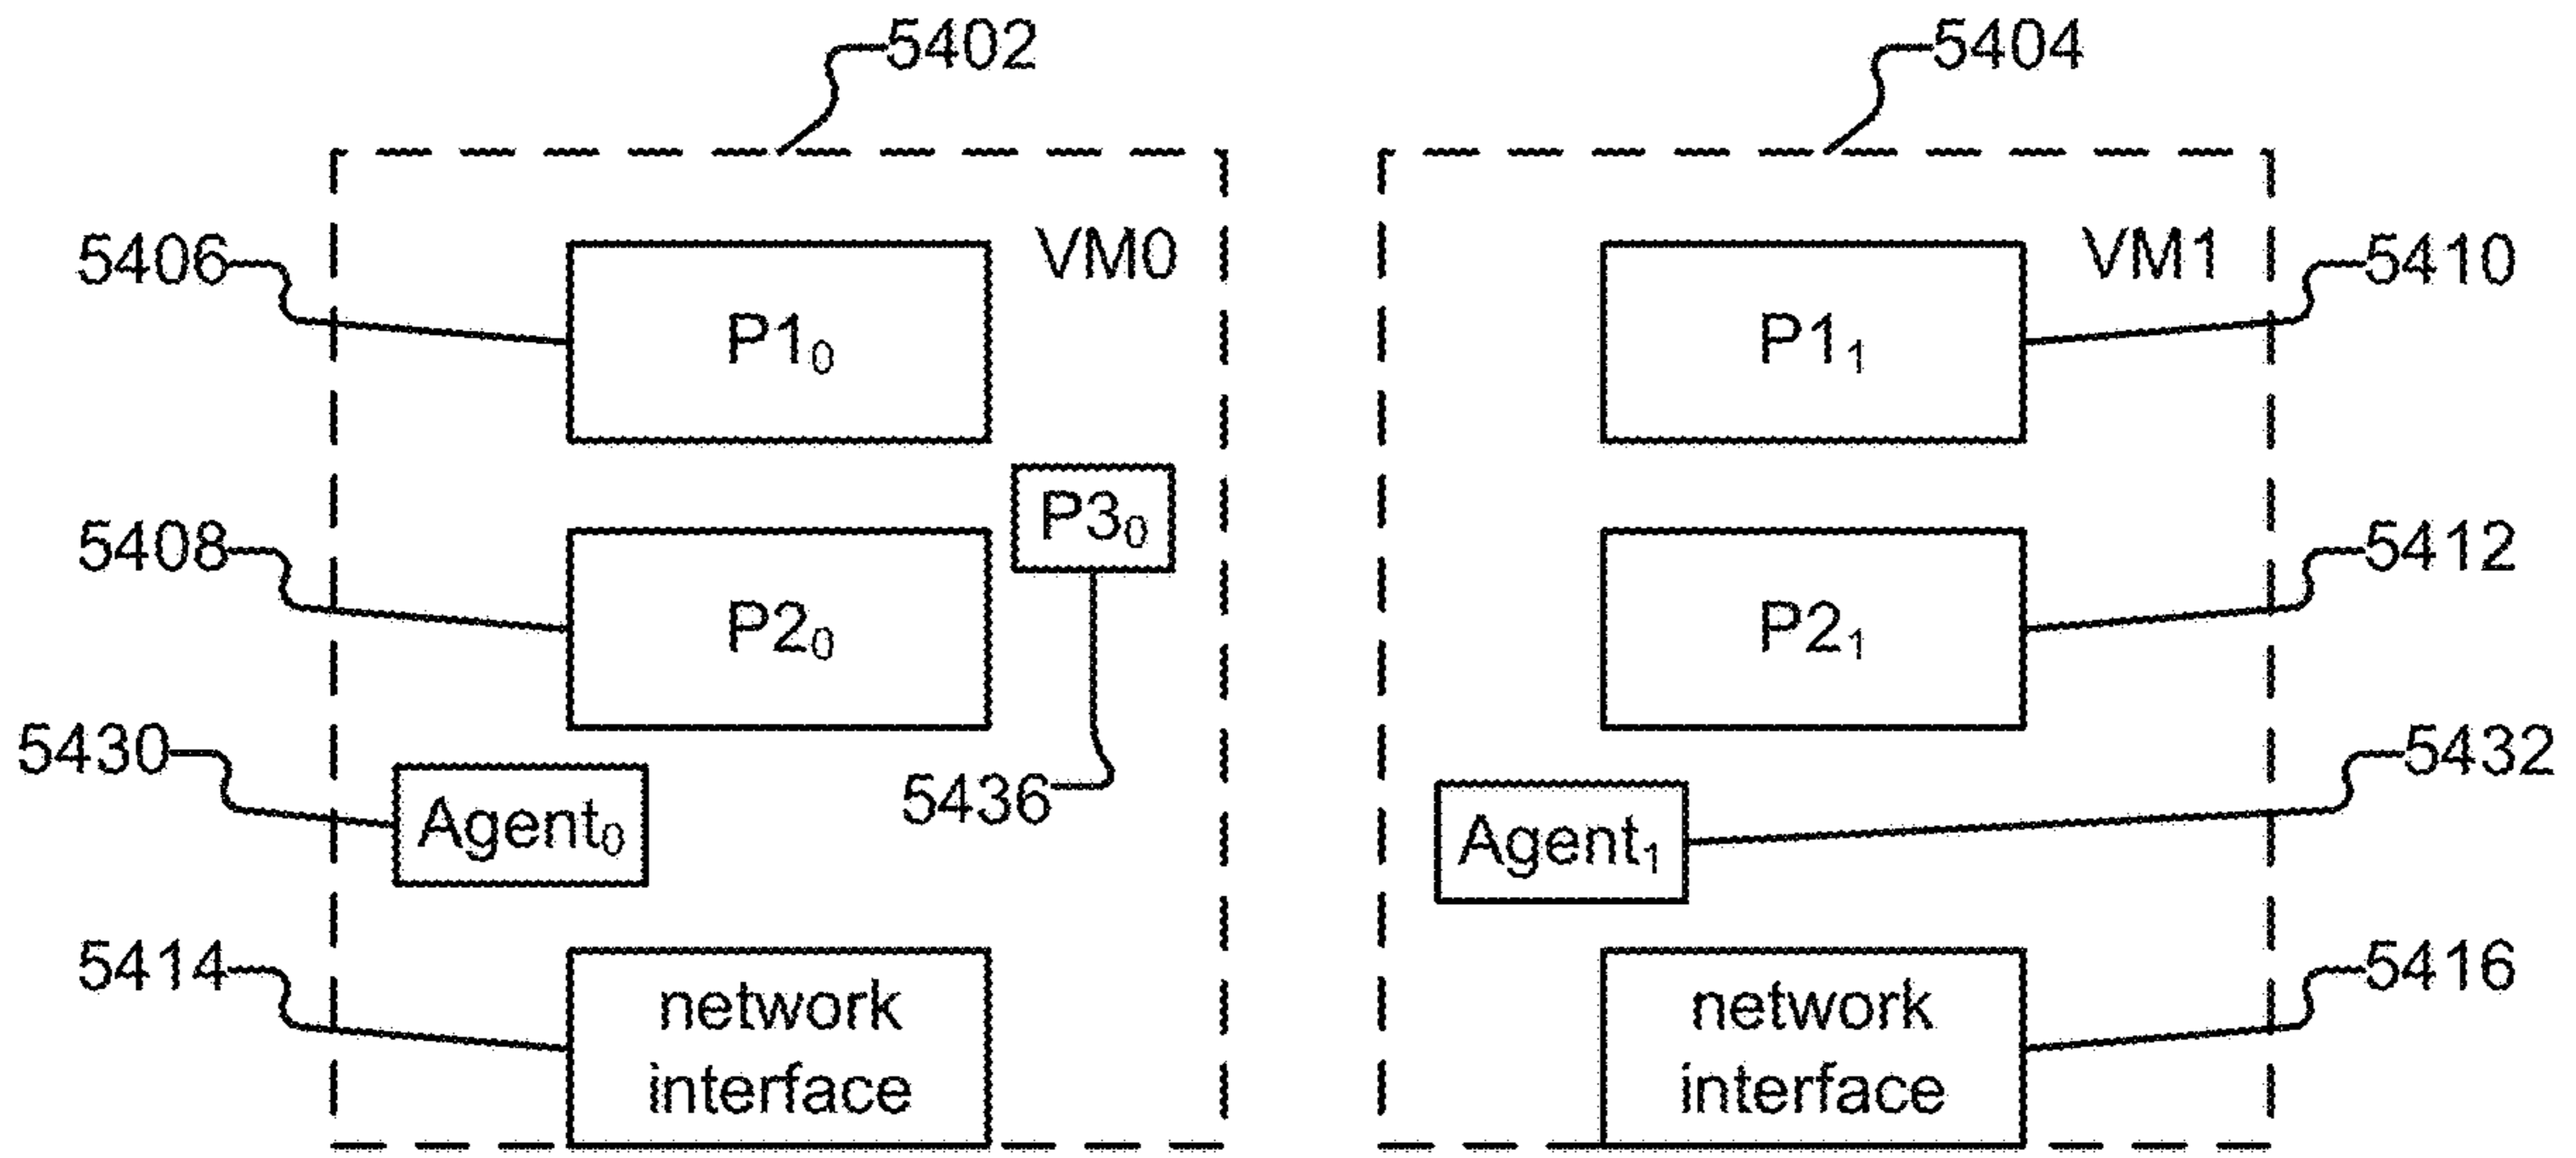 5402
5404
5406
VM0
VM1
5410
P1₀
P1₁
P3₀
5408
5412
P2₀
P2₁
5430
5432
5436
Agent₀
Agent₁
5414
5416
network
interface
network
interface